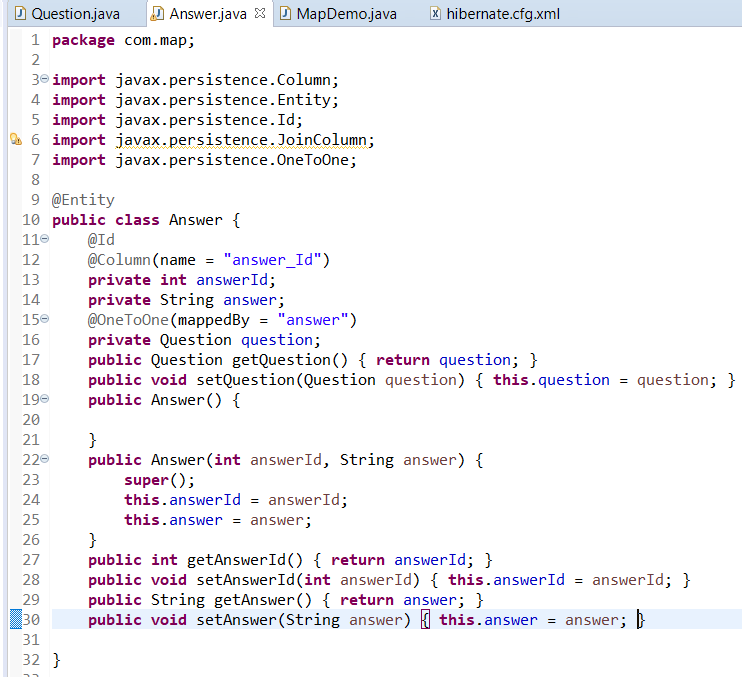 Question.java Answer.java MapDemo.java hibernate.cfg.xml
1 package com.map;
2
3 import javax.persistence.Column;
4 import javax.persistence.Entity;
5 import javax.persistence.Id;
6 import javax.persistence.JoinColumn;
7 import javax.persistence.OneToOne;
8
9 @Entity
10 public class Answer {
11     @Id
12     @Column(name = "answer_Id")
13     private int answerId;
14     private String answer;
15     @OneToOne(mappedBy = "answer")
16     private Question question;
17     public Question getQuestion() { return question; }
18     public void setQuestion(Question question) { this.question = question; }
19     public Answer() {
20
21     }
22     public Answer(int answerId, String answer) {
23         super();
24         this.answerId = answerId;
25         this.answer = answer;
26     }
27     public int getAnswerId() { return answerId; }
28     public void setAnswerId(int answerId) { this.answerId = answerId; }
29     public String getAnswer() { return answer; }
30     public void setAnswer(String answer) { this.answer = answer; }
31
32 }